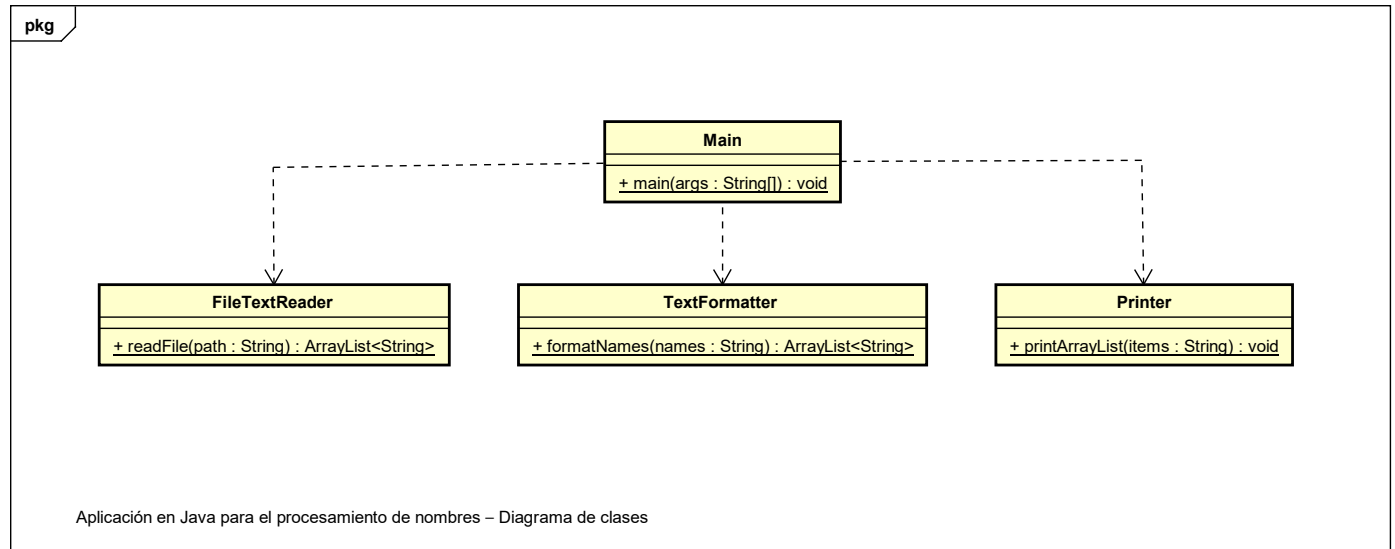 pkg
Main
+ main(args : String[]) : void
FileTextReader
+ readFile(path : String) : ArrayList<String>
TextFormatter
+ formatNames(names : String) : ArrayList<String>
Printer
+ printArrayList(items : String) : void
Aplicación en Java para el procesamiento de nombres – Diagrama de clases